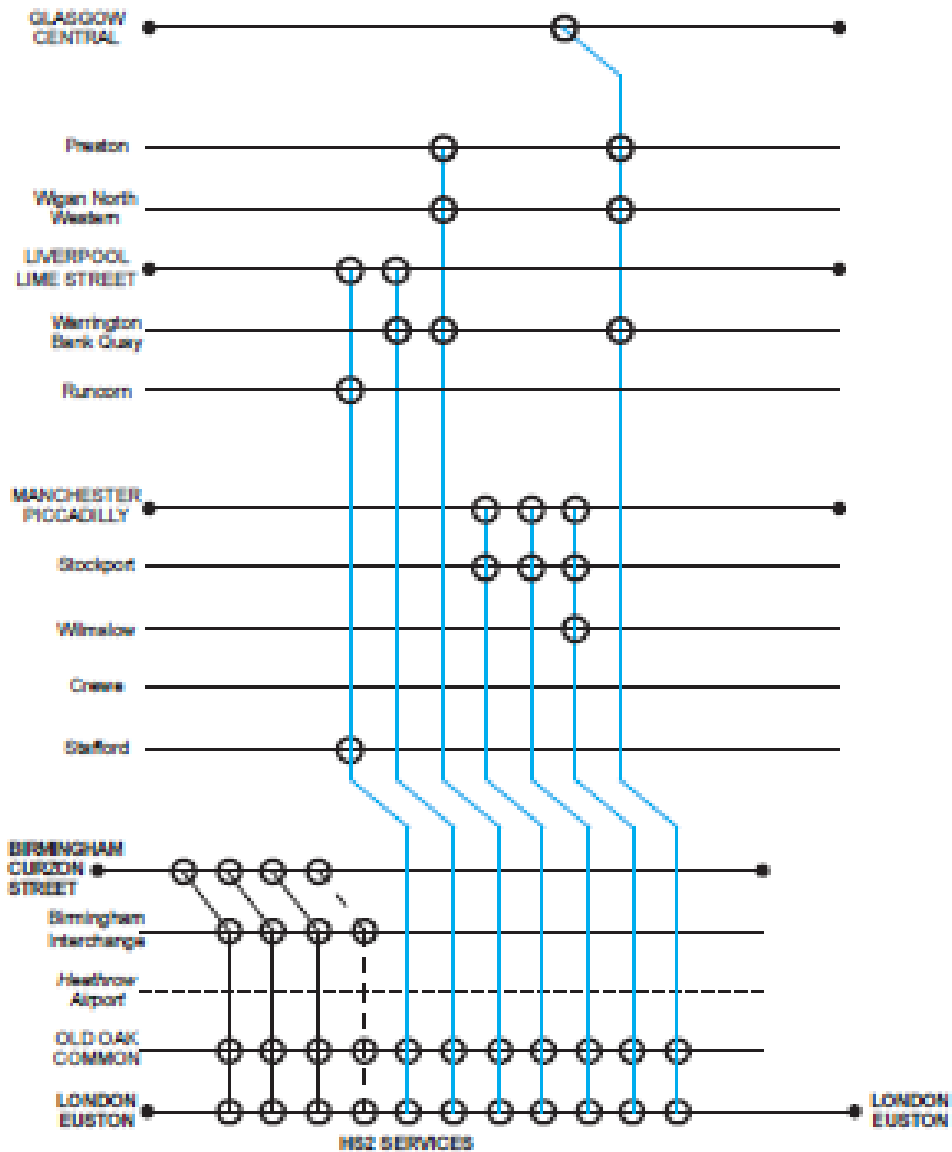 GLASGOW
CENTRAL
Preston
Wigan North
Western
LIVERPOOL
LIME STREET
Warrington
Bank Quay
Runcorn
MANCHESTER
PICCADILLY
Stockport
Wilmslow
Crewe
Stafford
BIRMINGHAM
CURZON
STREET
Birmingham
Interchange
Heathrow
Airport
OLD OAK
COMMON
LONDON
EUSTON
LONDON
EUSTON
HS2 SERVICES